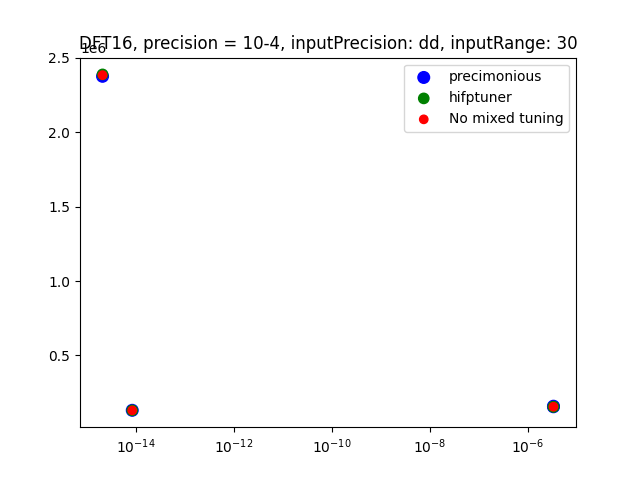 DFT16, precision = 10-4, inputPrecision: dd, inputRange: 30
1e6
2.5
2.0
1.5
1.0
0.5
precimonious
hifptuner
No mixed tuning
10⁻¹⁴ 10⁻¹² 10⁻¹⁰ 10⁻⁸ 10⁻⁶